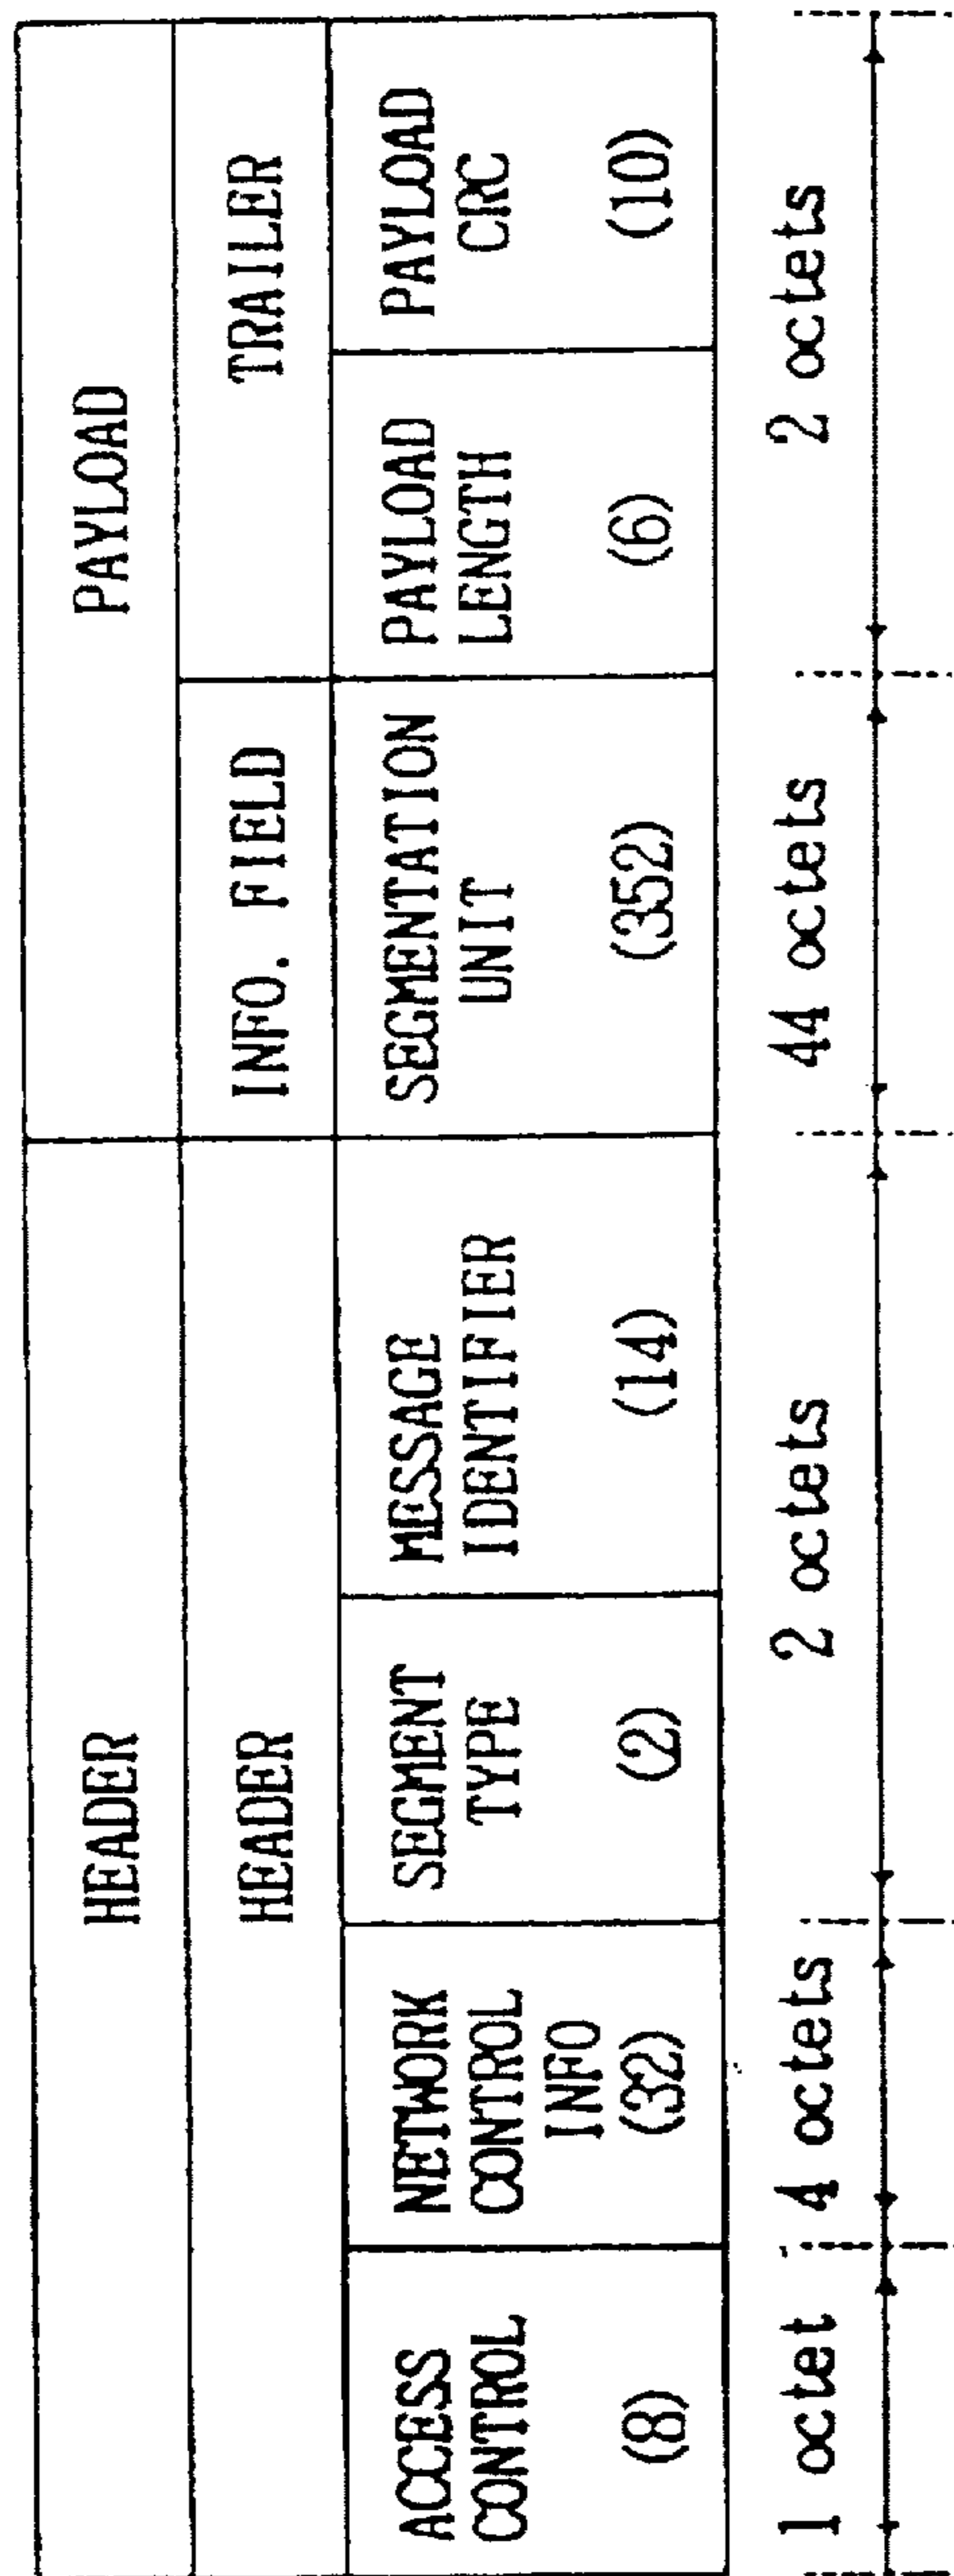 HEADER
PAYLOAD
HEADER
INFO. FIELD
TRAILER
ACCESS
CONTROL
(8)
NETWORK
CONTROL
INFO
(32)
SEGMENT
TYPE
(2)
MESSAGE
IDENTIFIER
(14)
SEGMENTATION
UNIT
(352)
PAYLOAD
LENGTH
(6)
PAYLOAD
CRC
(10)
1 octet
4 octets
2 octets
44 octets
2 octets